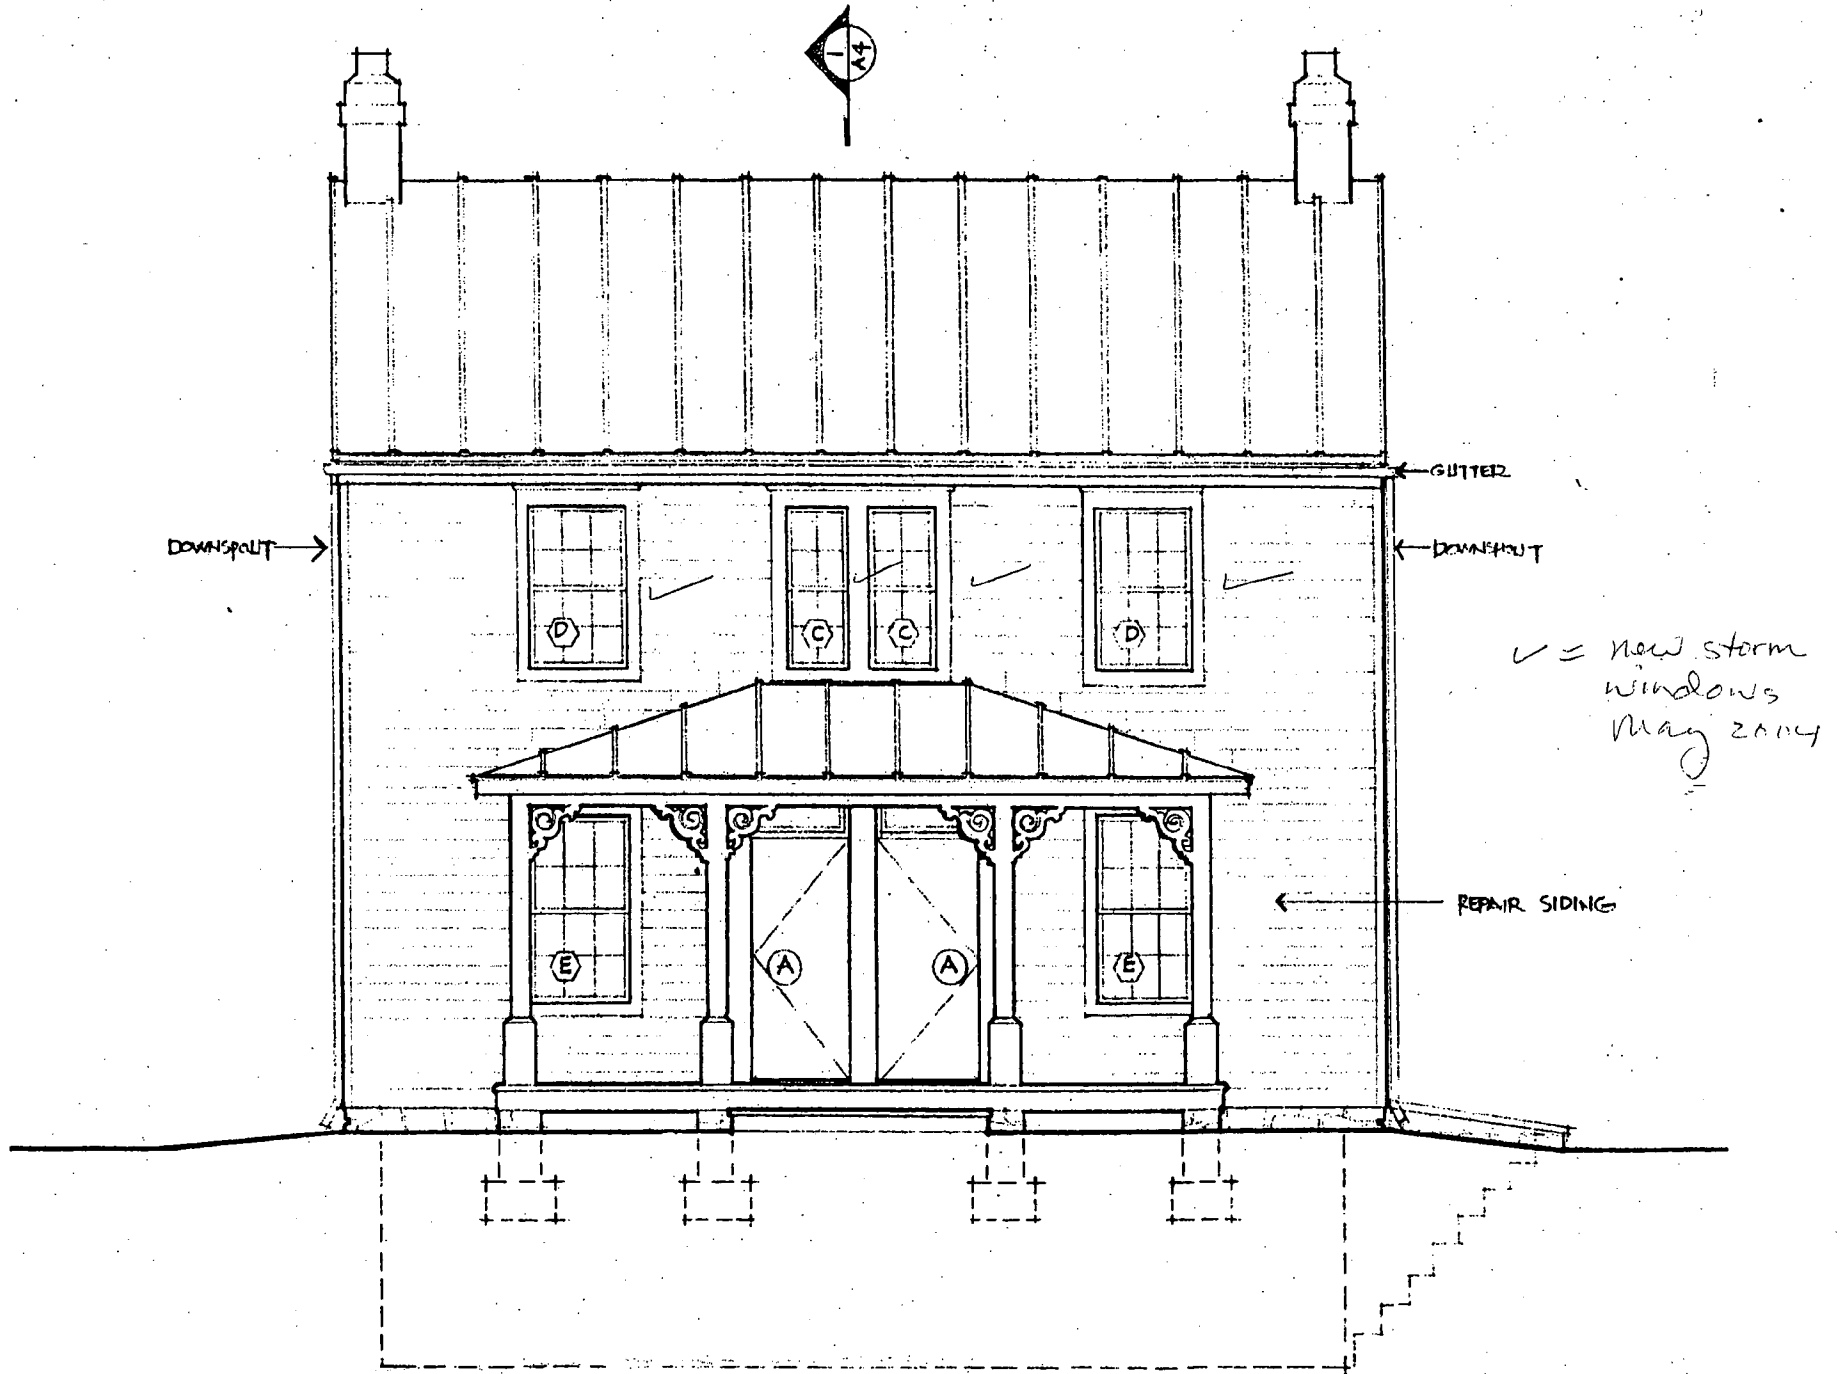 1
A4
GUTTER
DOWNSPOUT
DOWNSPOUT
D
C
C
D
✓ = new storm
windows
May 2004
REPAIR SIDING
E
A
A
E